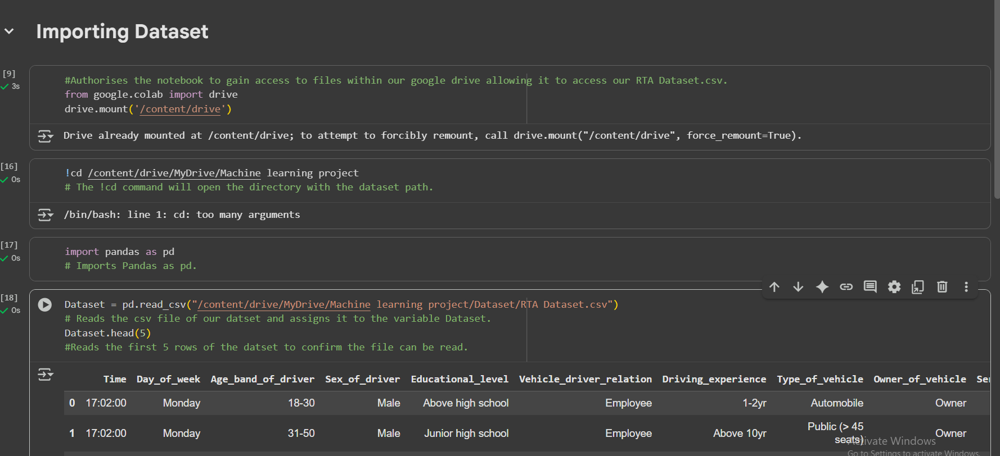 Importing Dataset
[9]
3s
#Authorises the notebook to gain access to files within our google drive allowing it to access our RTA Dataset.csv.
from google.colab import drive
drive.mount('/content/drive')
Drive already mounted at /content/drive; to attempt to forcibly remount, call drive.mount("/content/drive", force_remount=True).
[16]
0s
!cd /content/drive/MyDrive/Machine learning project
# The !cd command will open the directory with the dataset path.
/bin/bash: line 1: cd: too many arguments
[17]
0s
import pandas as pd
# Imports Pandas as pd.
[18]
0s
Dataset = pd.read_csv("/content/drive/MyDrive/Machine learning project/Dataset/RTA Dataset.csv")
# Reads the csv file of our datset and assigns it to the variable Dataset.
Dataset.head(5)
#Reads the first 5 rows of the datset to confirm the file can be read.
Time Day_of_week Age_band_of_driver Sex_of_driver Educational_level Vehicle_driver_relation Driving_experience Type_of_vehicle Owner_of_vehicle
0 17:02:00 Monday 18-30 Male Above high school Employee 1-2yr Automobile Owner
1 17:02:00 Monday 31-50 Male Junior high school Employee Above 10yr Public (> 45 seats) Owner
Activate Windows
Go to Settings to activate Windows.